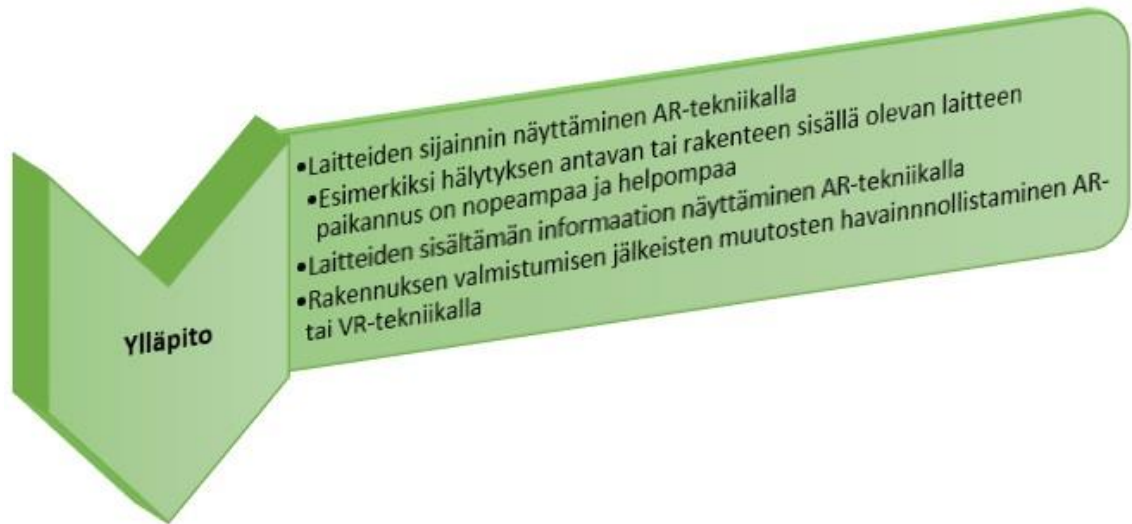 Ylläpito
•Laitteiden sijainnin näyttäminen AR-tekniikalla
•Esimerkiksi hälytyksen antavan tai rakenteen sisällä olevan laitteen
paikannus on nopeampaa ja helpompaa
•Laitteiden sisältämän informaation näyttäminen AR-tekniikalla
•Rakennuksen valmistumisen jälkeisten muutosten havainnnollistaminen AR-
tai VR-tekniikalla